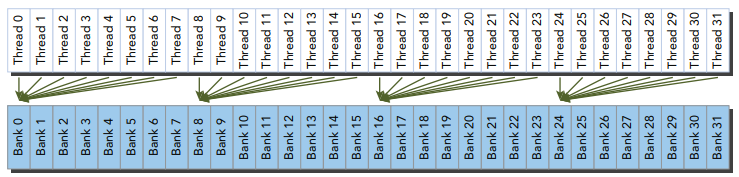 Thread 0
Thread 1
Thread 2
Thread 3
Thread 4
Thread 5
Thread 6
Thread 7
Thread 8
Thread 9
Thread 10
Thread 11
Thread 12
Thread 13
Thread 14
Thread 15
Thread 16
Thread 17
Thread 18
Thread 19
Thread 20
Thread 21
Thread 22
Thread 23
Thread 24
Thread 25
Thread 26
Thread 27
Thread 28
Thread 29
Thread 30
Thread 31
Bank 0
Bank 1
Bank 2
Bank 3
Bank 4
Bank 5
Bank 6
Bank 7
Bank 8
Bank 9
Bank 10
Bank 11
Bank 12
Bank 13
Bank 14
Bank 15
Bank 16
Bank 17
Bank 18
Bank 19
Bank 20
Bank 21
Bank 22
Bank 23
Bank 24
Bank 25
Bank 26
Bank 27
Bank 28
Bank 29
Bank 30
Bank 31